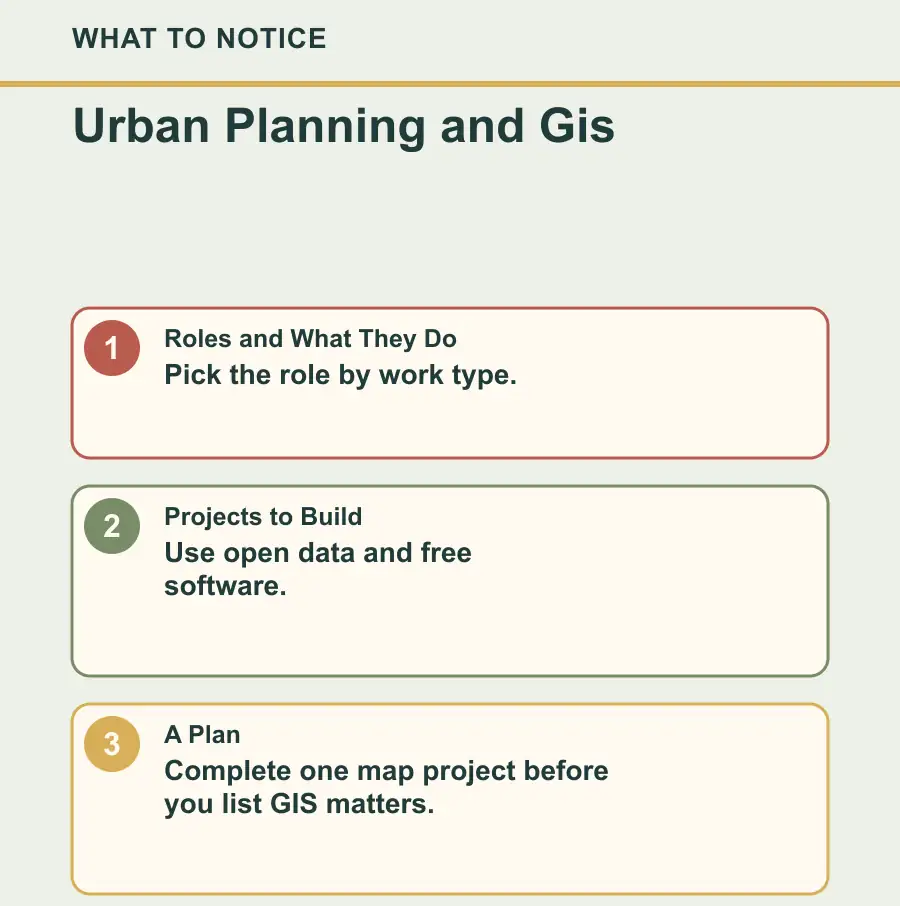 WHAT TO NOTICE
Urban Planning and Gis
1
Roles and What They Do
Pick the role by work type.
2
Projects to Build
Use open data and free
software.
3
A Plan
Complete one map project before
you list GIS matters.